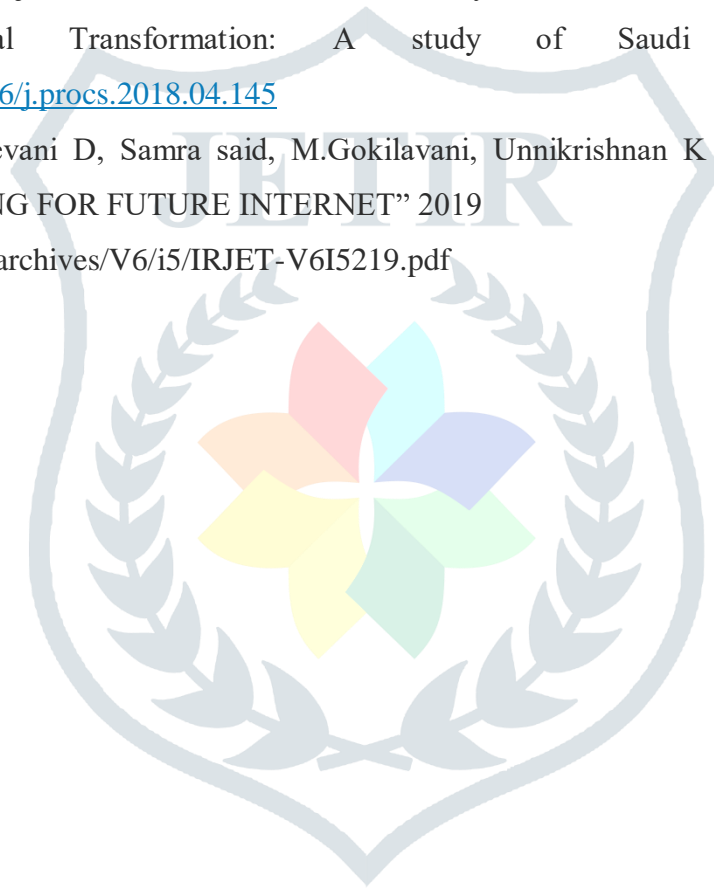 al Transformation: A study of Saudi
6/j.procs.2018.04.145
evani D, Samra said, M.Gokilavani, Unnikrishnan K
NG FOR FUTURE INTERNET” 2019
archives/V6/i5/IRJET-V6I5219.pdf
JETIR